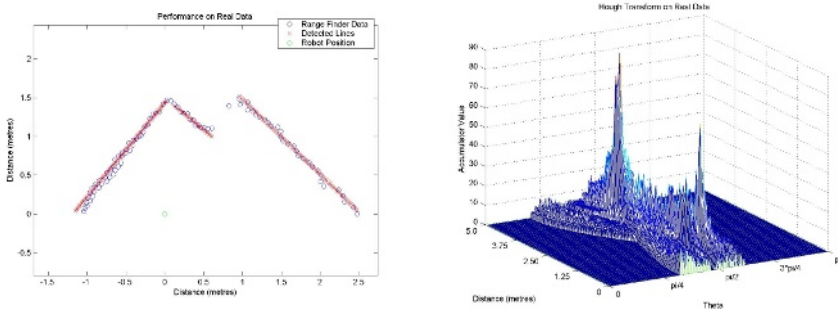 Performance on Real Data
Range Finder Data
Detected Lines
Robot Position
2
1.5
1
0.5
0
-0.5
Distance (metres)
-1.5 -1 -0.5 0 0.5 1 1.5 2 2.5
Distance (metres)
Hough Transform on Real Data
90
80
70
60
50
40
30
20
10
0
Accumulator Value
5.0
3.75
2.50
1.25
0
Distance (metres)
0
pi/4
pi/2
3*pi/4
Theta